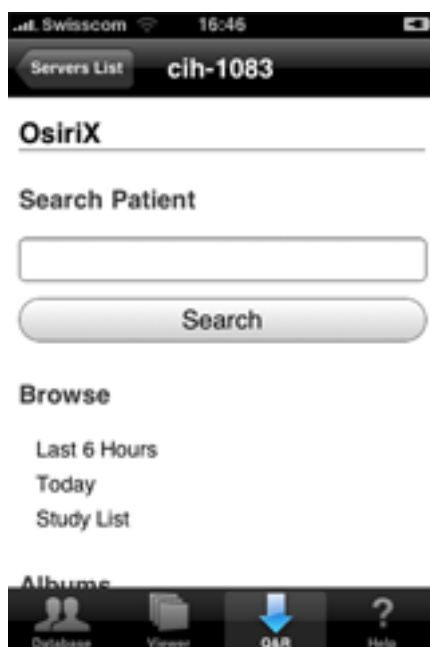 Swisscom 16:46
Servers List cih-1083
OsiriX
Search Patient
Search
Browse
Last 6 Hours
Today
Study List
Albums
Database Viewer Q&R Help